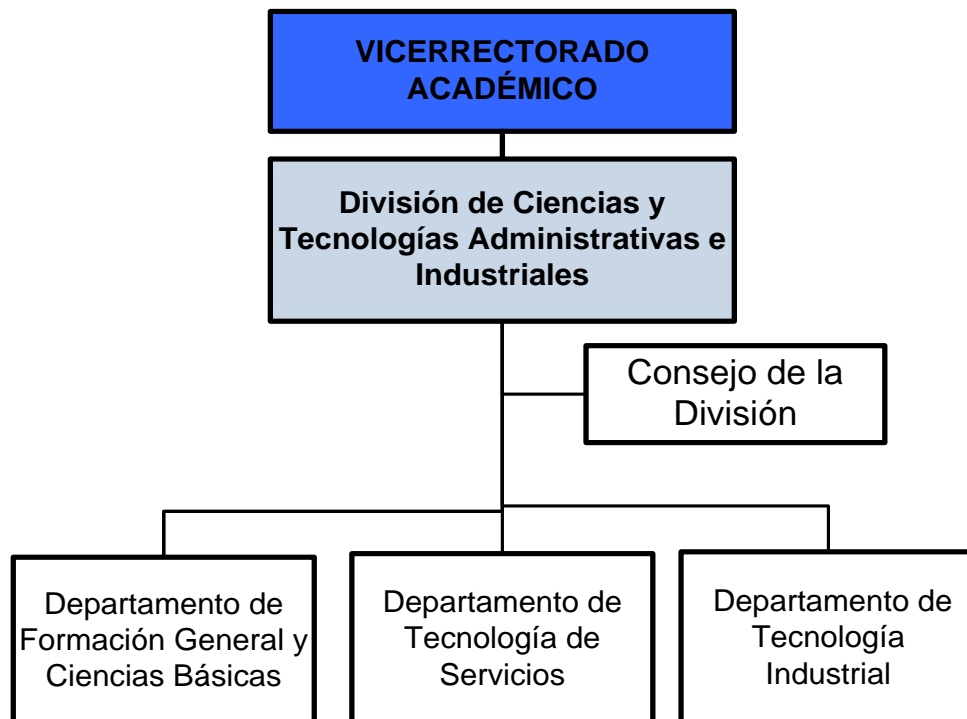 VICERRECTORADO
ACADÉMICO
División de Ciencias y
Tecnologías Administrativas e
Industriales
Consejo de la
División
Departamento de
Formación General y
Ciencias Básicas
Departamento de
Tecnología de
Servicios
Departamento de
Tecnología
Industrial